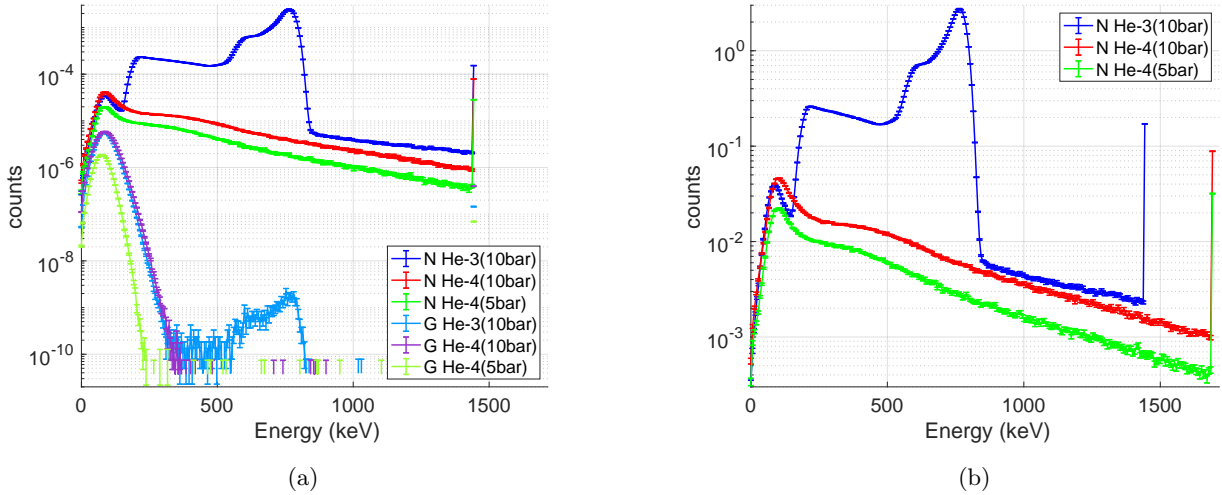 counts
10^-4
10^-6
10^-8
10^-10
N He-3(10bar)
N He-4(10bar)
N He-4(5bar)
G He-3(10bar)
G He-4(10bar)
G He-4(5bar)
0 500 1000 1500
Energy (keV)
(a)
counts
10^0
10^-1
10^-2
10^-3
N He-3(10bar)
N He-4(10bar)
N He-4(5bar)
0 500 1000 1500
Energy (keV)
(b)